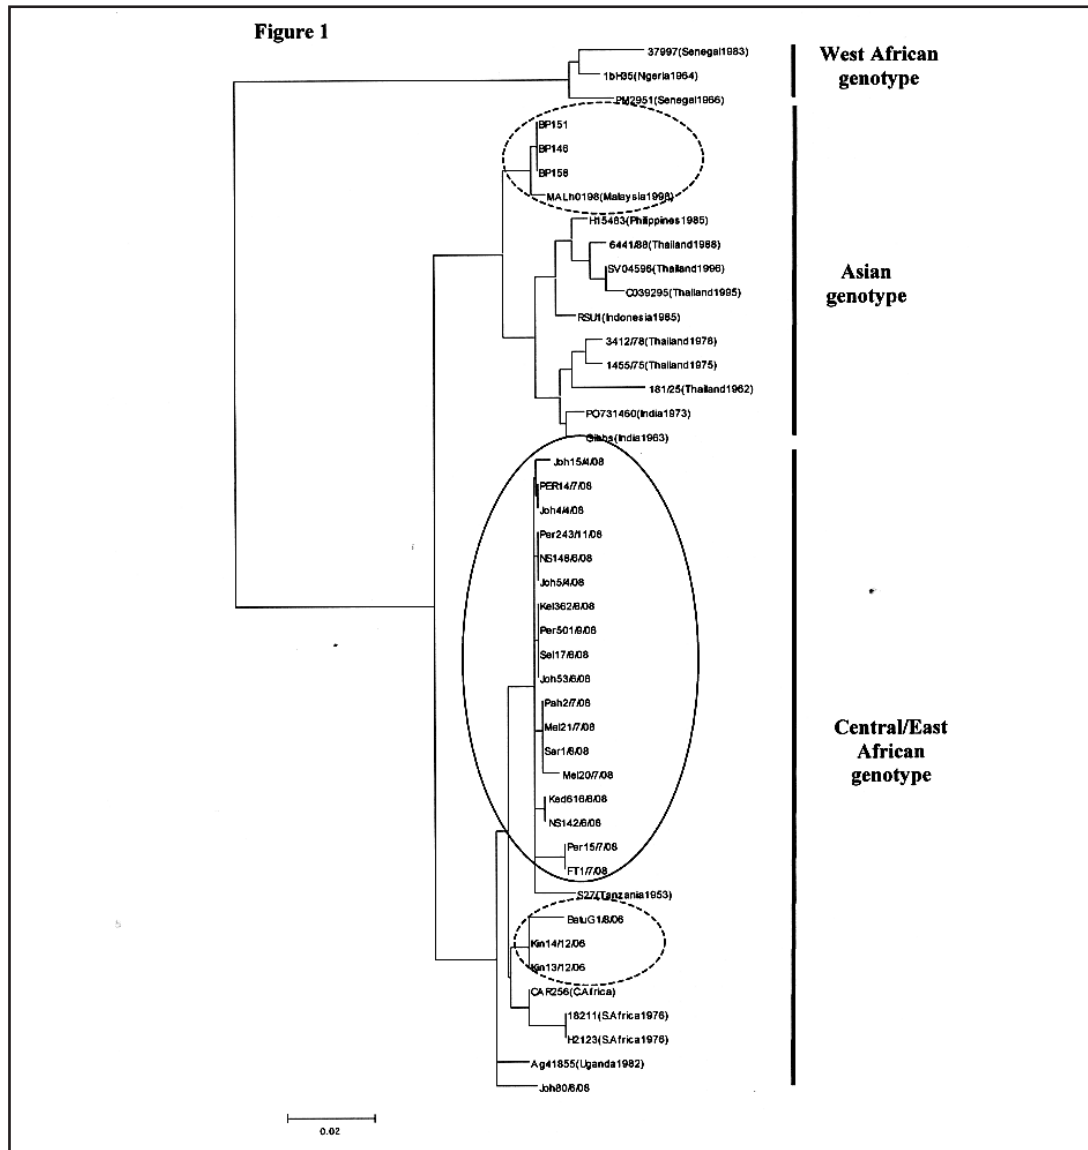 Figure 1
37997(Senegal1983)
1bH35(Ngeria1964)
PM2951(Senegal1966)
West African
genotype
BP151
BP146
BP158
MALh0198(Malaysia1998)
H15483(Philippines1985)
6441/88(Thailand1988)
SV04596(Thailand1996)
C039295(Thailand1995)
RSU1(Indonesia1985)
3412/78(Thailand1978)
1455/75(Thailand1975)
181/25(Thailand1962)
PO731460(India1973)
Gibbs(India1963)
Asian
genotype
Joh15/4/08
PER14/7/08
Joh4/4/08
Per243/11/08
NS148/6/08
Joh5/4/08
Kel362/8/08
Per501/9/08
Sel17/6/08
Joh53/6/08
Pah2/7/08
Mel21/7/08
Sar1/6/08
Mel20/7/08
Ked616/8/08
NS142/6/08
Per15/7/08
FT1/7/08
S27(Tanzania1953)
BatuG1/8/06
Kin14/12/06
Kin13/12/06
CAR256(CAfrica)
18211(SAfrica1976)
H2123(SAfrica1976)
Ag41855(Uganda1982)
Joh80/6/08
Central/East
African
genotype
0.02